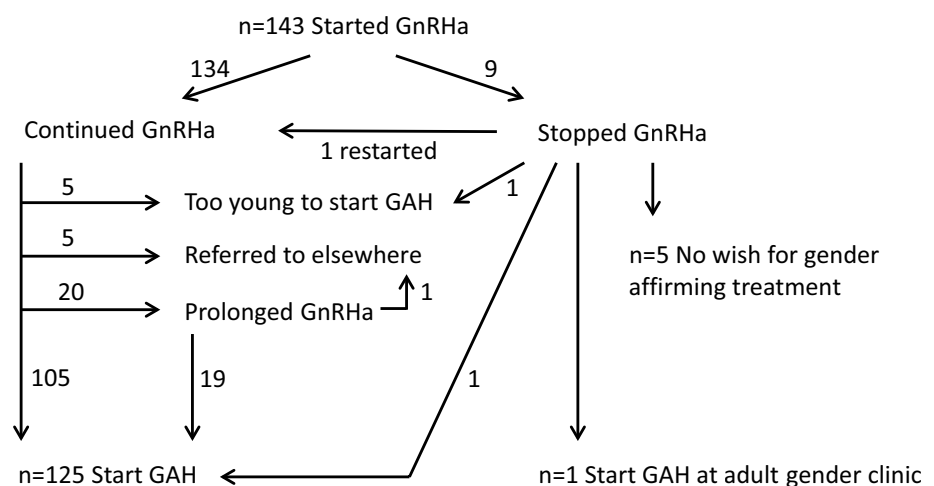 n=143 Started GnRHa
134
9
Continued GnRHa
Stopped GnRHa
1 restarted
5
1
Too young to start GAH
5
Referred to elsewhere
n=5 No wish for gender
affirming treatment
20
1
Prolonged GnRHa
105
19
1
n=125 Start GAH
n=1 Start GAH at adult gender clinic